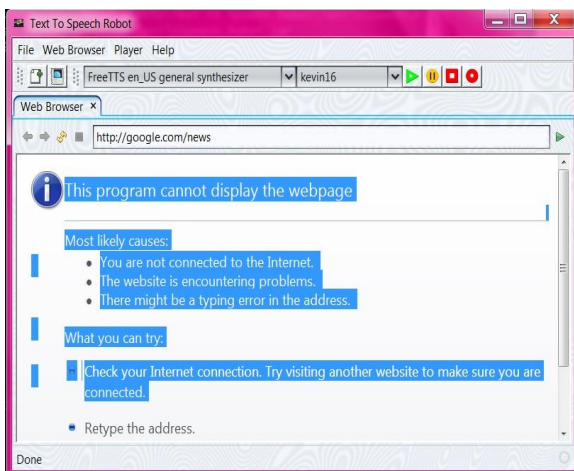 Text To Speech Robot
File Web Browser Player Help
FreeTTS en_US general synthesizer kevin16
Web Browser
http://google.com/news
This program cannot display the webpage
Most likely causes:
You are not connected to the Internet.
The website is encountering problems.
There might be a typing error in the address.
What you can try:
Check your Internet connection. Try visiting another website to make sure you are
connected.
Retype the address.
Done